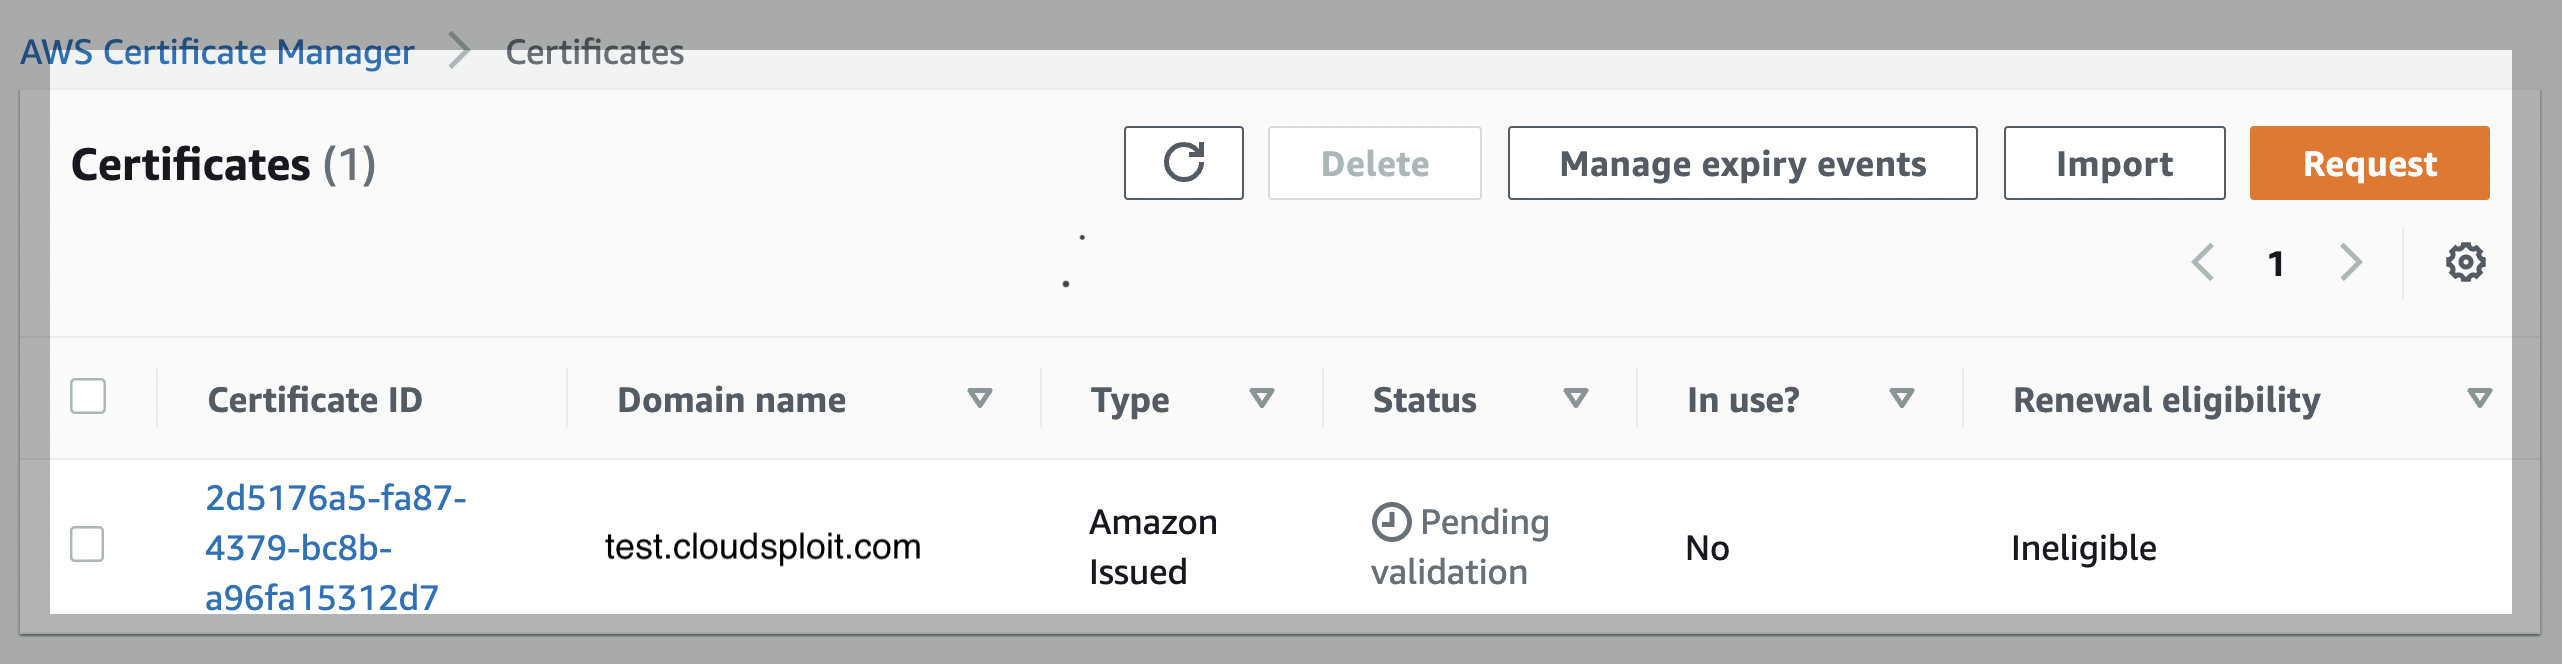 AWS Certificate Manager > Certificates
Certificates (1)
Delete
Manage expiry events
Import
Request
1
Certificate ID
Domain name
Type
Status
In use?
Renewal eligibility
2d5176a5-fa87-
4379-bc8b-
a96fa15312d7
test.cloudsploit.com
Amazon
Issued
Pending
validation
No
Ineligible